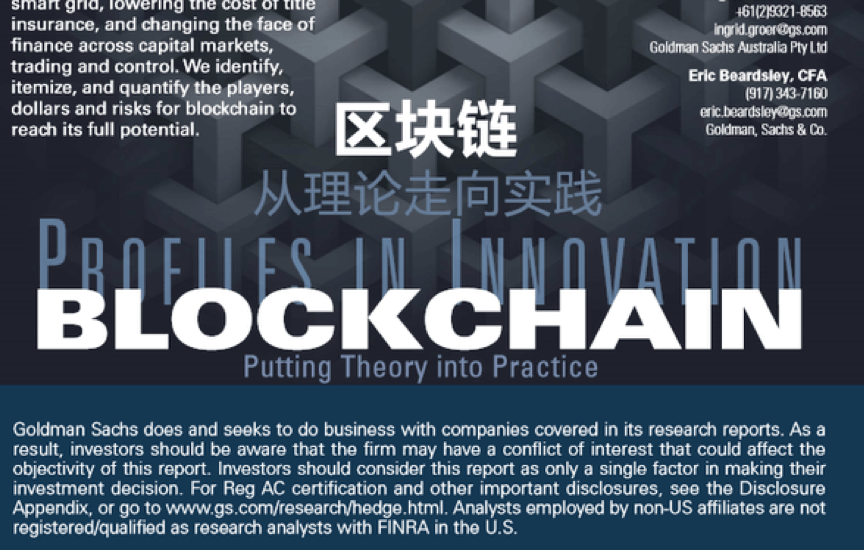 smart grid, lowering the cost of title
insurance, and changing the face of
finance across capital markets,
trading and control. We identify,
itemize, and quantify the players,
dollars and risks for blockchain to
reach its full potential.
+61(2)9321-8563
ingrid.groer@gs.com
Goldman Sachs Australia Pty Ltd
Eric Beardsley, CFA
(917) 343-7160
eric.beardsley@gs.com
Goldman, Sachs & Co.
区块链
从理论走向实践
PROFILES IN INNOVATION
BLOCKCHAIN
Putting Theory into Practice
Goldman Sachs does and seeks to do business with companies covered in its research reports. As a
result, investors should be aware that the firm may have a conflict of interest that could affect the
objectivity of this report. Investors should consider this report as only a single factor in making their
investment decision. For Reg AC certification and other important disclosures, see the Disclosure
Appendix, or go to www.gs.com/research/hedge.html. Analysts employed by non-US affiliates are not
registered/qualified as research analysts with FINRA in the U.S.